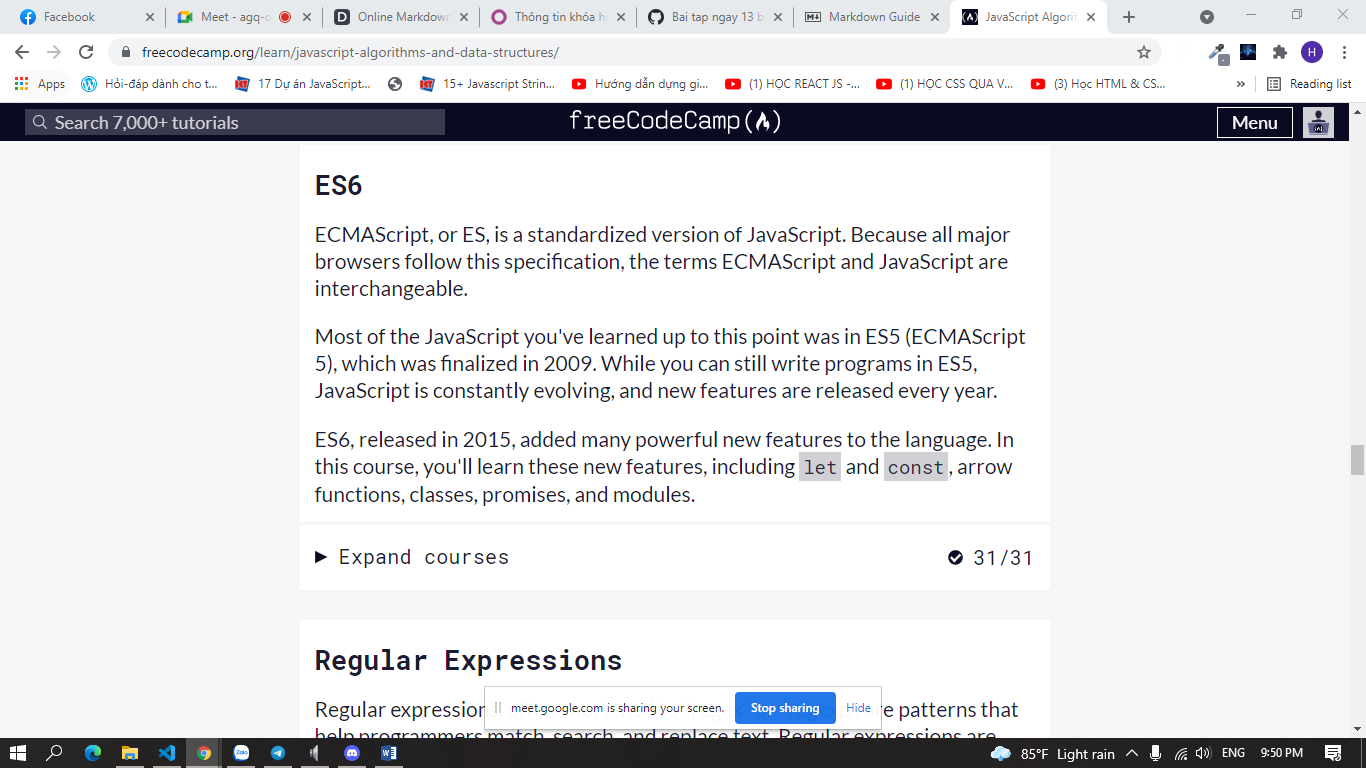 Facebook
Meet - agq-o
Online Markdown
Thông tin khóa h
Bai tap ngay 13 b
Markdown Guide
JavaScript Algorit
freecodecamp.org/learn/javascript-algorithms-and-data-structures/
H
Apps
Hỏi-đáp dành cho t...
17 Dự án JavaScript...
15+ Javascript Strin...
Hướng dẫn dựng gi...
(1) HỌC REACT JS -...
(1) HỌC CSS QUA V...
(3) Học HTML & CS...
»
Reading list
Search 7,000+ tutorials
freeCodeCamp
Menu
ES6
ECMAScript, or ES, is a standardized version of JavaScript. Because all major
browsers follow this specification, the terms ECMAScript and JavaScript are
interchangeable.
Most of the JavaScript you've learned up to this point was in ES5 (ECMAScript
5), which was finalized in 2009. While you can still write programs in ES5,
JavaScript is constantly evolving, and new features are released every year.
ES6, released in 2015, added many powerful new features to the language. In
this course, you'll learn these new features, including let and const, arrow
functions, classes, promises, and modules.
Expand courses
31/31
Regular Expressions
Regular expression
re patterns that
meet.google.com is sharing your screen.
Stop sharing
Hide
help programmers match, search, and replace text. Regular expressions are
Zalo
85°F Light rain
ENG
9:50 PM